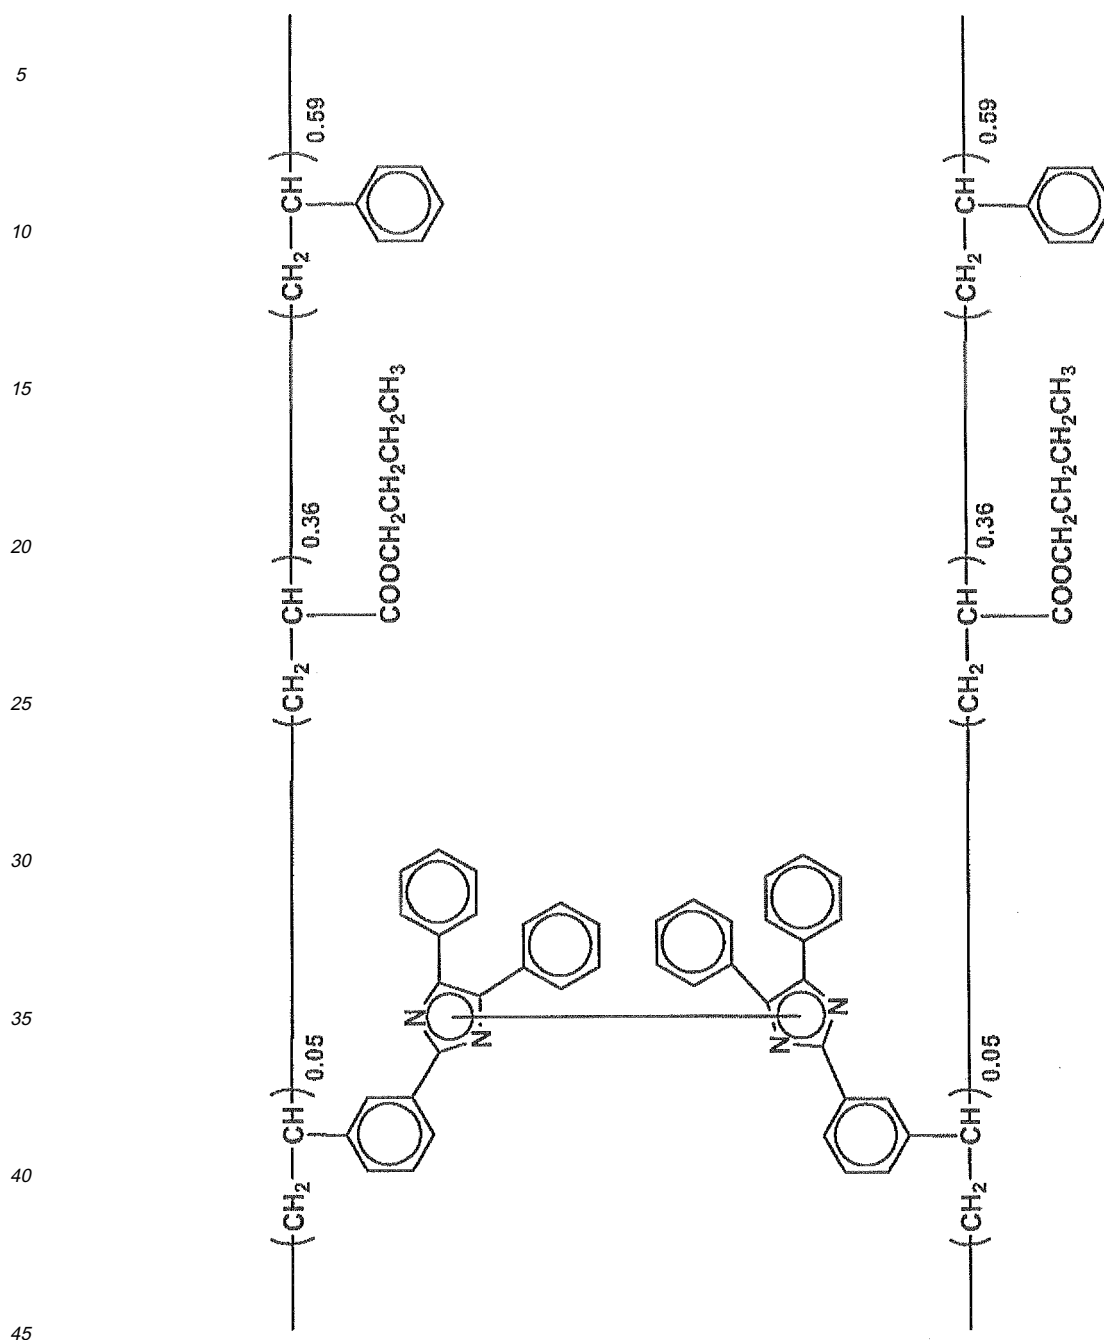 5
10
15
20
25
30
35
40
45
(CH₂—CH)0.05
(CH₂—CH)0.36
(CH₂—CH)0.59
COOCH₂CH₂CH₂CH₃
N
N
N
N
(CH₂—CH)0.05
(CH₂—CH)0.36
(CH₂—CH)0.59
COOCH₂CH₂CH₂CH₃